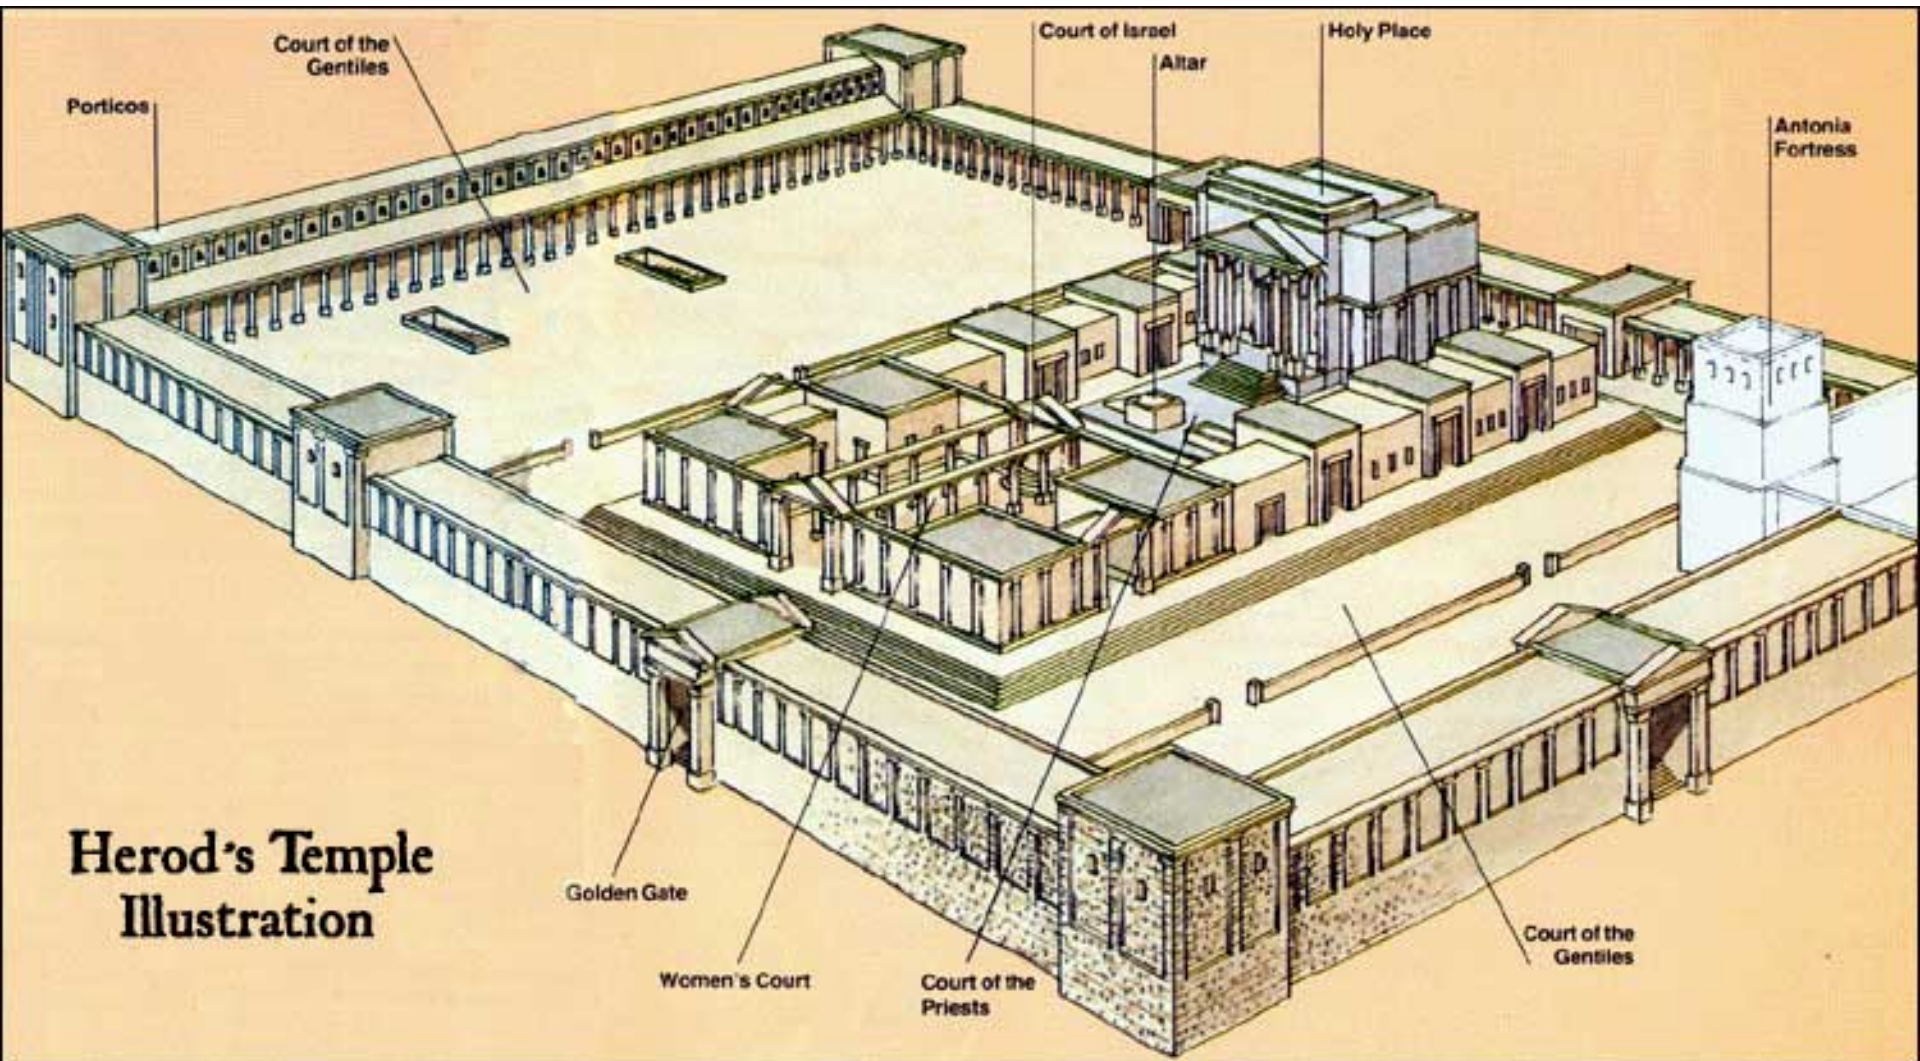 Court of Israel
Holy Place
Court of the
Gentiles
Altar
Porticos
Antonia
Fortress
Herod's Temple
Illustration
Golden Gate
Court of the
Gentiles
Women's Court
Court of the
Priests